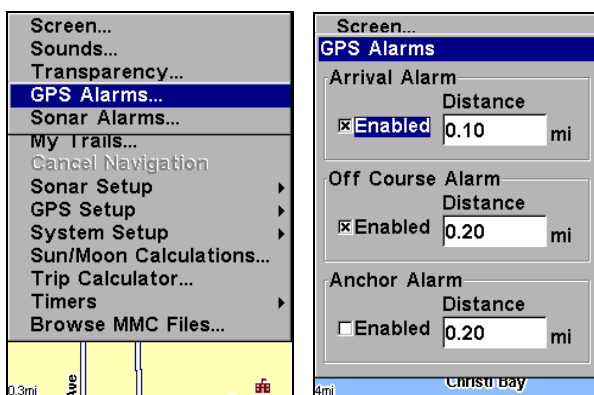 Screen...
Sounds...
Transparency...
GPS Alarms...
Sonar Alarms...
My Trails...
Cancel Navigation
Sonar Setup
GPS Setup
System Setup
Sun/Moon Calculations...
Trip Calculator...
Timers
Browse MMC Files...
0.3mi
Ave
Screen...
GPS Alarms
Arrival Alarm
Distance
Enabled 0.10 mi
Off Course Alarm
Distance
Enabled 0.20 mi
Anchor Alarm
Distance
Enabled 0.20 mi
4mi
Christi Bay